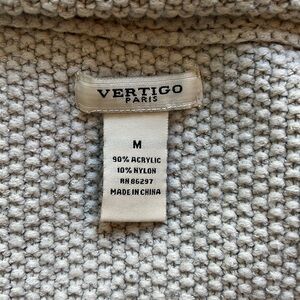 VERTIGO
PARIS
M
90% ACRYLIC
10% NYLON
RN 86297
MADE IN CHINA